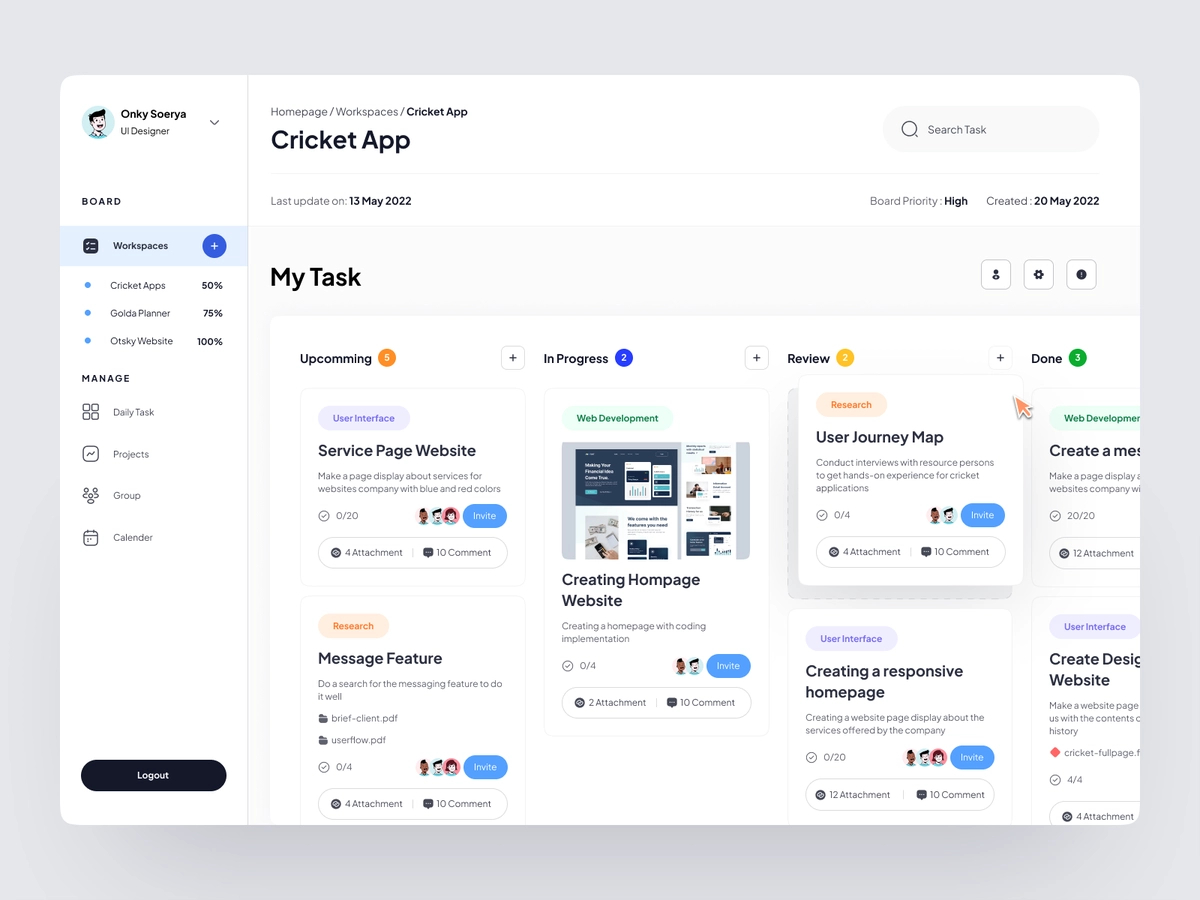 Onky Soerya
UI Designer
BOARD
Workspaces
Cricket Apps 50%
Golda Planner 75%
Otsky Website 100%
MANAGE
Daily Task
Projects
Group
Calender
Logout
Homepage / Workspaces / Cricket App
Cricket App
Search Task
Last update on: 13 May 2022
Board Priority : High
Created : 20 May 2022
My Task
Upcomming 5
User Interface
Service Page Website
Make a page display about services for
websites company with blue and red colors
0/20
Invite
4 Attachment
10 Comment
Research
Message Feature
Do a search for the messaging feature to do
it well
brief-client.pdf
userflow.pdf
0/4
Invite
4 Attachment
10 Comment
In Progress 2
Web Development
Making Your
Financial Idea
Come True.
We come with the
features you need
Creating Hompage
Website
Creating a homepage with coding
implementation
0/4
Invite
2 Attachment
10 Comment
Review 2
Research
User Journey Map
Conduct interviews with resource persons
to get hands-on experience for cricket
applications
0/4
Invite
4 Attachment
10 Comment
User Interface
Creating a responsive
homepage
Creating a website page display about the
services offered by the company
0/20
Invite
12 Attachment
10 Comment
Done 3
Web Developmen
Create a mes
Make a page display a
websites company wi
20/20
12 Attachment
User Interface
Create Desig
Website
Make a website page
us with the contents o
history
cricket-fullpage.f
4/4
4 Attachment